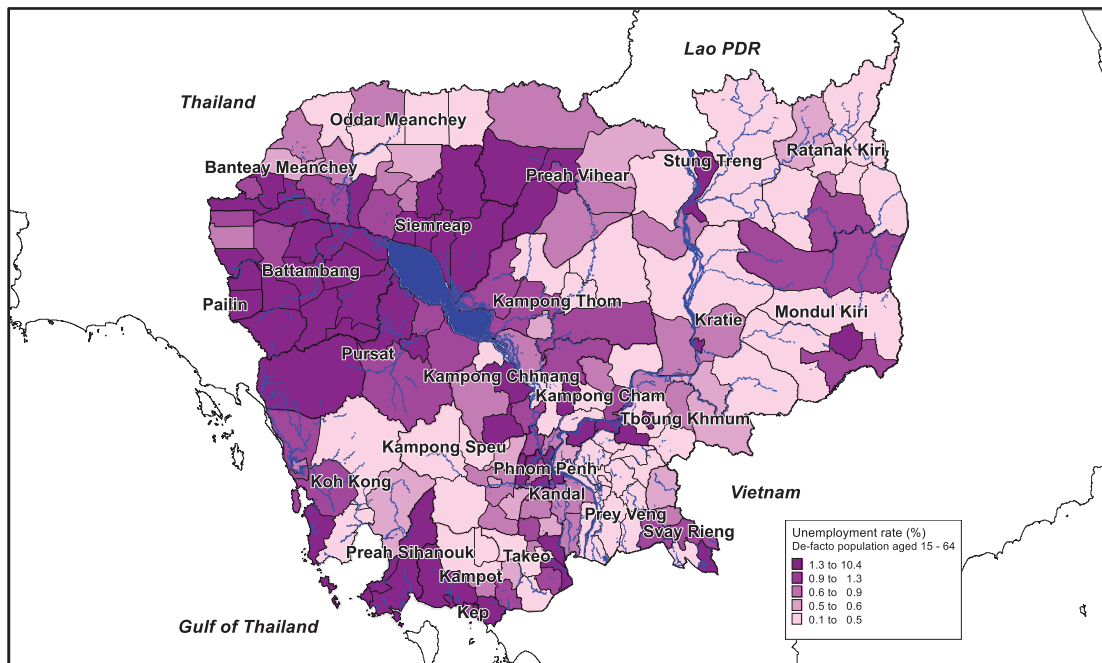 Lao PDR
Thailand
Oddar Meanchey
Stung Treng
Ratanak Kiri
Banteay Meanchey
Preah Vihear
Siemreap
Battambang
Pailin
Kampong Thom
Mondul Kiri
Kratie
Pursat
Kampong Chhnang
Kampong Cham
Tboung Khmum
Kampong Speu
Phnom Penh
Koh Kong
Kandal
Vietnam
Prey Veng
Svay Rieng
Preah Sihanouk
Takeo
Kampot
Kep
Gulf of Thailand
Unemployment rate (%)
De-facto population aged 15 - 64
1.3 to 10.4
0.9 to 1.3
0.6 to 0.9
0.5 to 0.6
0.1 to 0.5